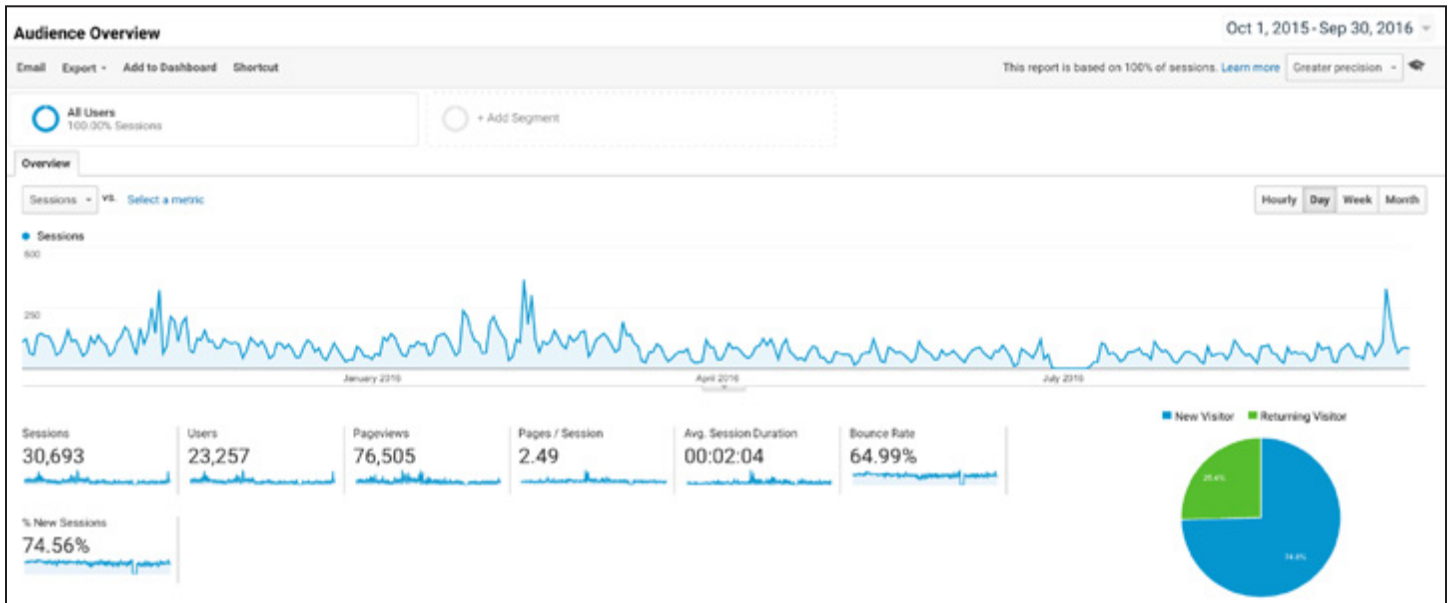 Audience Overview
Oct 1, 2015 - Sep 30, 2016
Email Export Add to Dashboard Shortcut
This report is based on 100% of sessions. Learn more Greater precision
All Users
100.00% Sessions
+ Add Segment
Overview
Sessions vs. Select a metric
Hourly Day Week Month
Sessions
500
250
January 2016 April 2016 July 2016
New Visitor Returning Visitor
Sessions Users Pageviews Pages / Session Avg. Session Duration Bounce Rate
30,693 23,257 76,505 2.49 00:02:04 64.99%
25.4%
% New Sessions
74.56%
74.6%